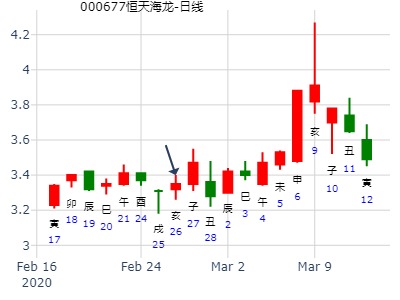 000677恒天海龙-日线
4.2
4
3.8
3.6
3.4
3.2
3
寅
17
卯
18
辰
19
巳
20
午
21
酉
24
戌
25
亥
26
子
27
丑
28
辰
2
巳
3
午
4
未
5
申
6
亥
9
子
10
丑
11
寅
12
Feb 16
2020
Feb 24
Mar 2
Mar 9